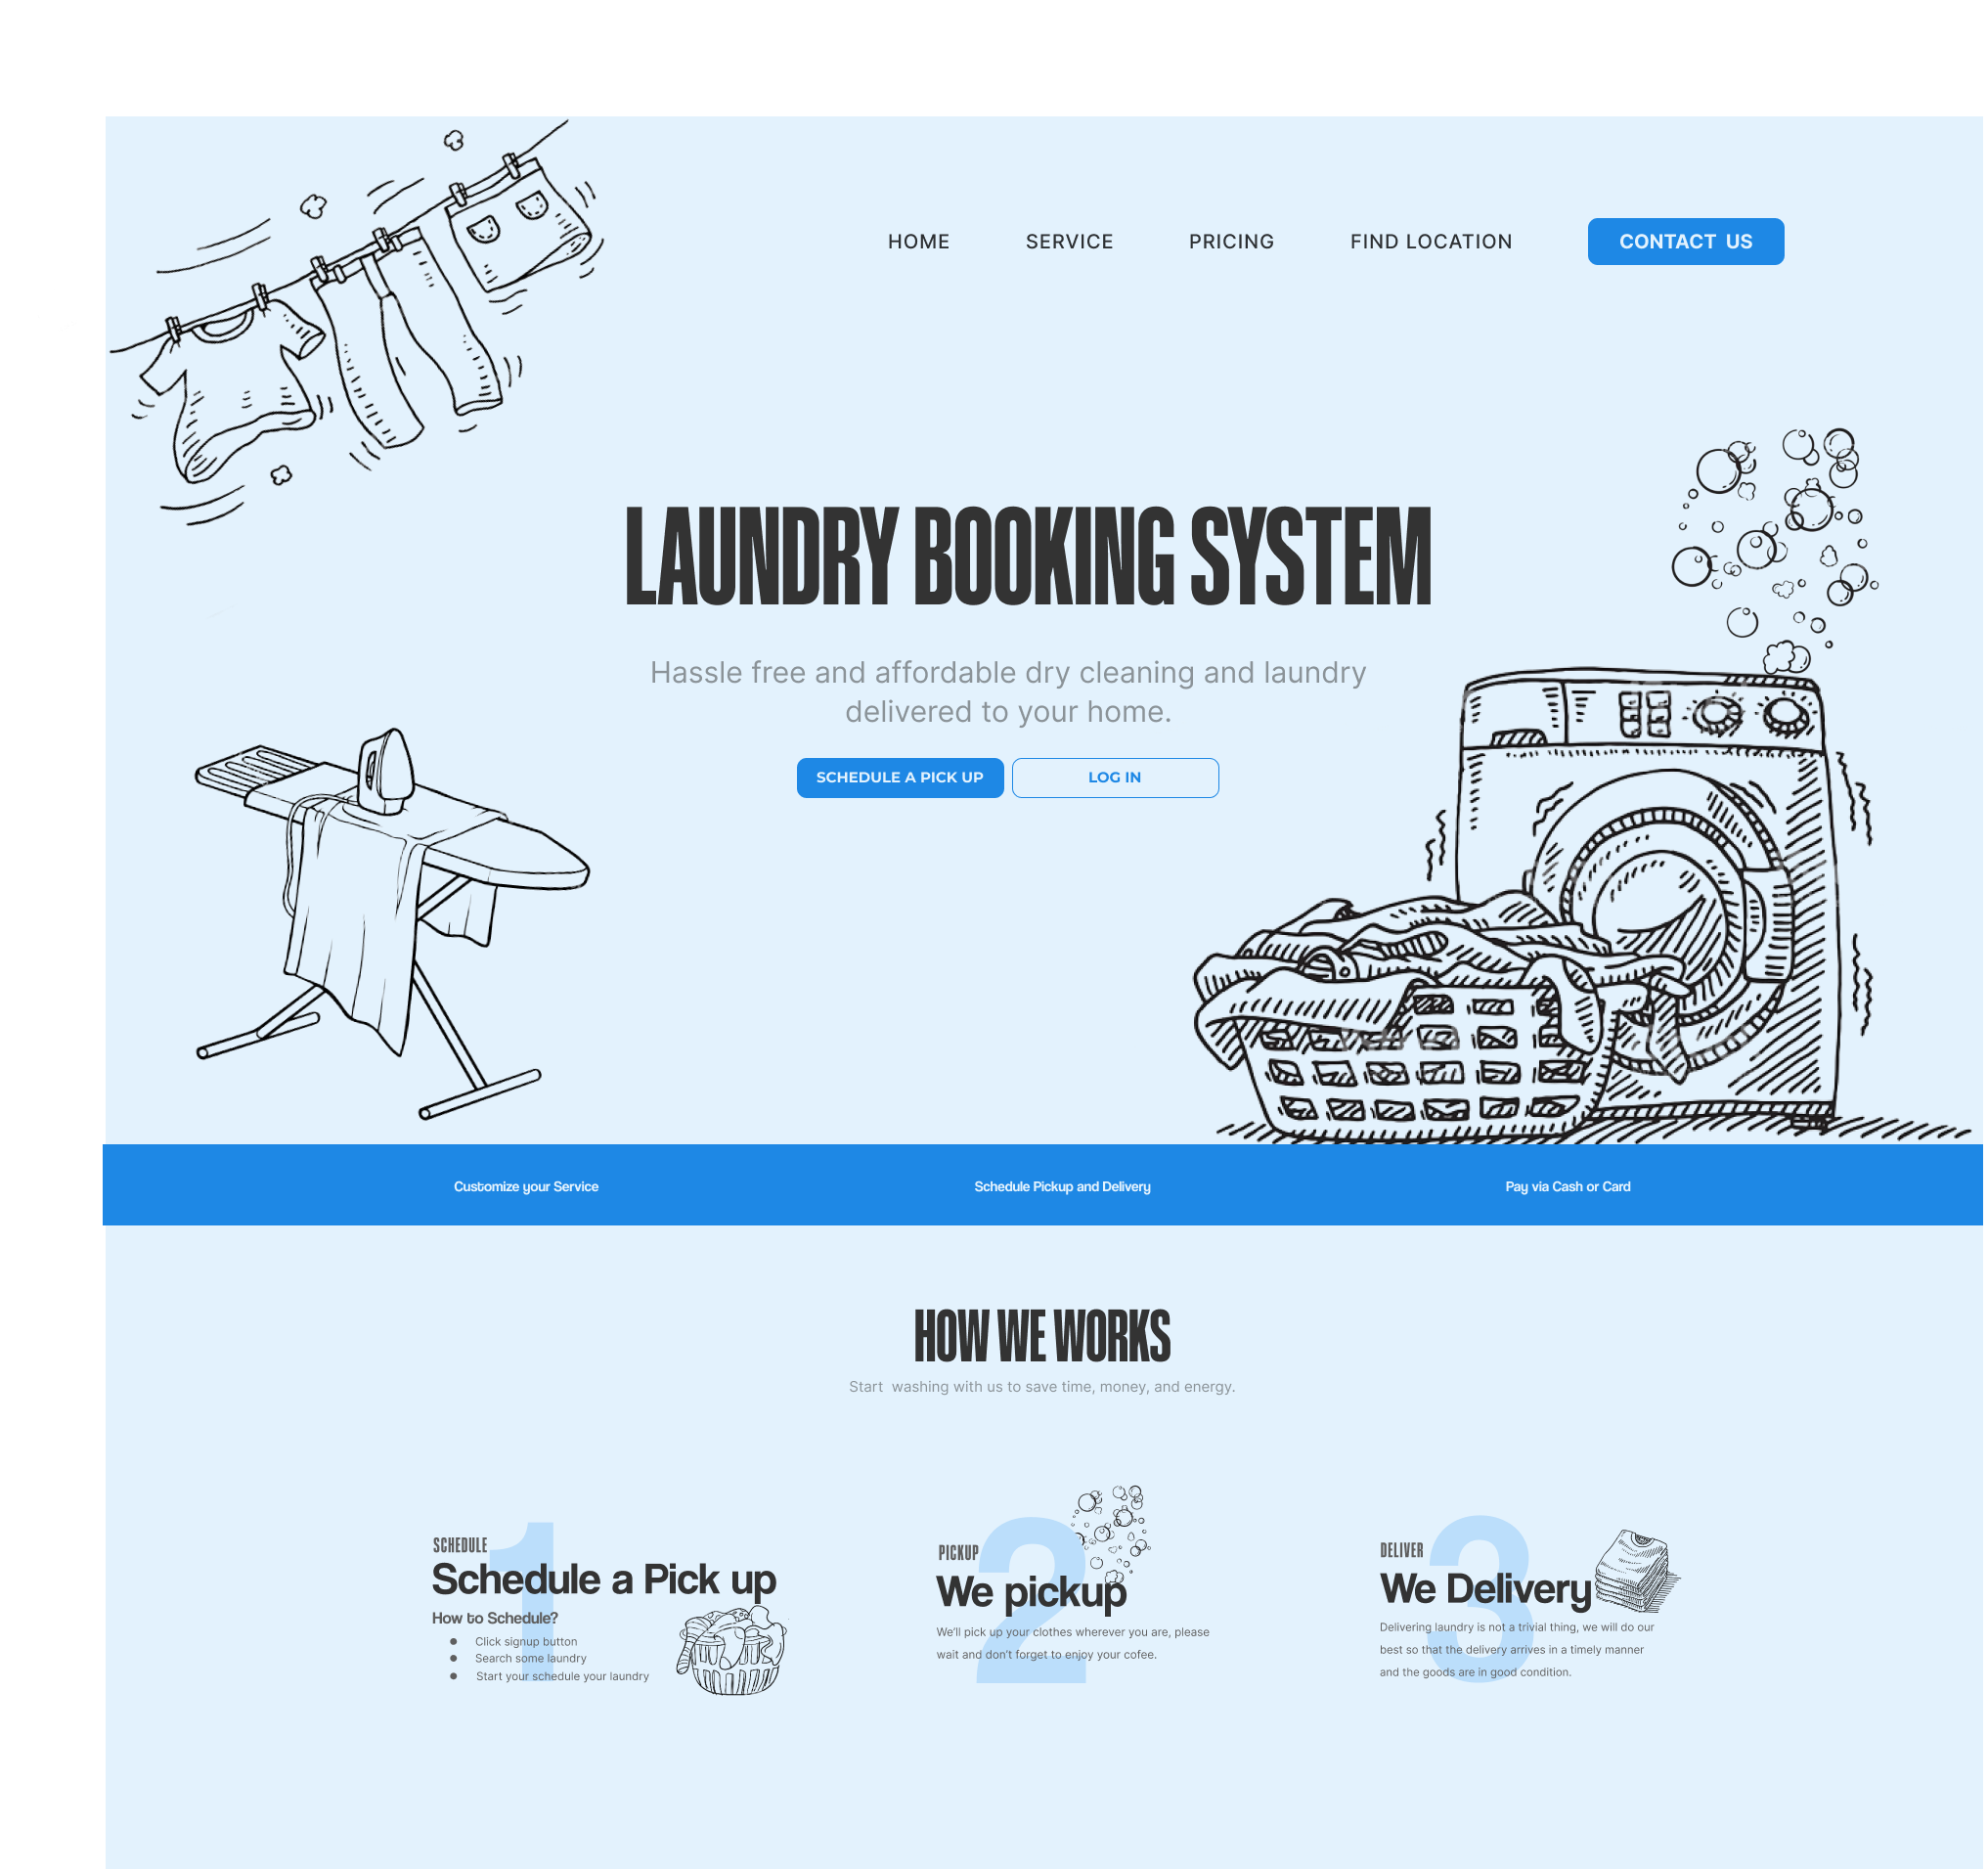 HOME SERVICE PRICING FIND LOCATION CONTACT US
LAUNDRY BOOKING SYSTEM
Hassle free and affordable dry cleaning and laundry
delivered to your home.
SCHEDULE A PICK UP LOG IN
Customize your Service Schedule Pickup and Delivery Pay via Cash or Card
HOW WE WORKS
Start washing with us to save time, money, and energy.
1
SCHEDULE
Schedule a Pick up
How to Schedule?
• Click signup button
• Search some laundry
• Start your schedule your laundry
2
PICKUP
We pickup
We'll pick up your clothes wherever you are, please
wait and don't forget to enjoy your cofee.
3
DELIVER
We Delivery
Delivering laundry is not a trivial thing, we will do our
best so that the delivery arrives in a timely manner
and the goods are in good condition.